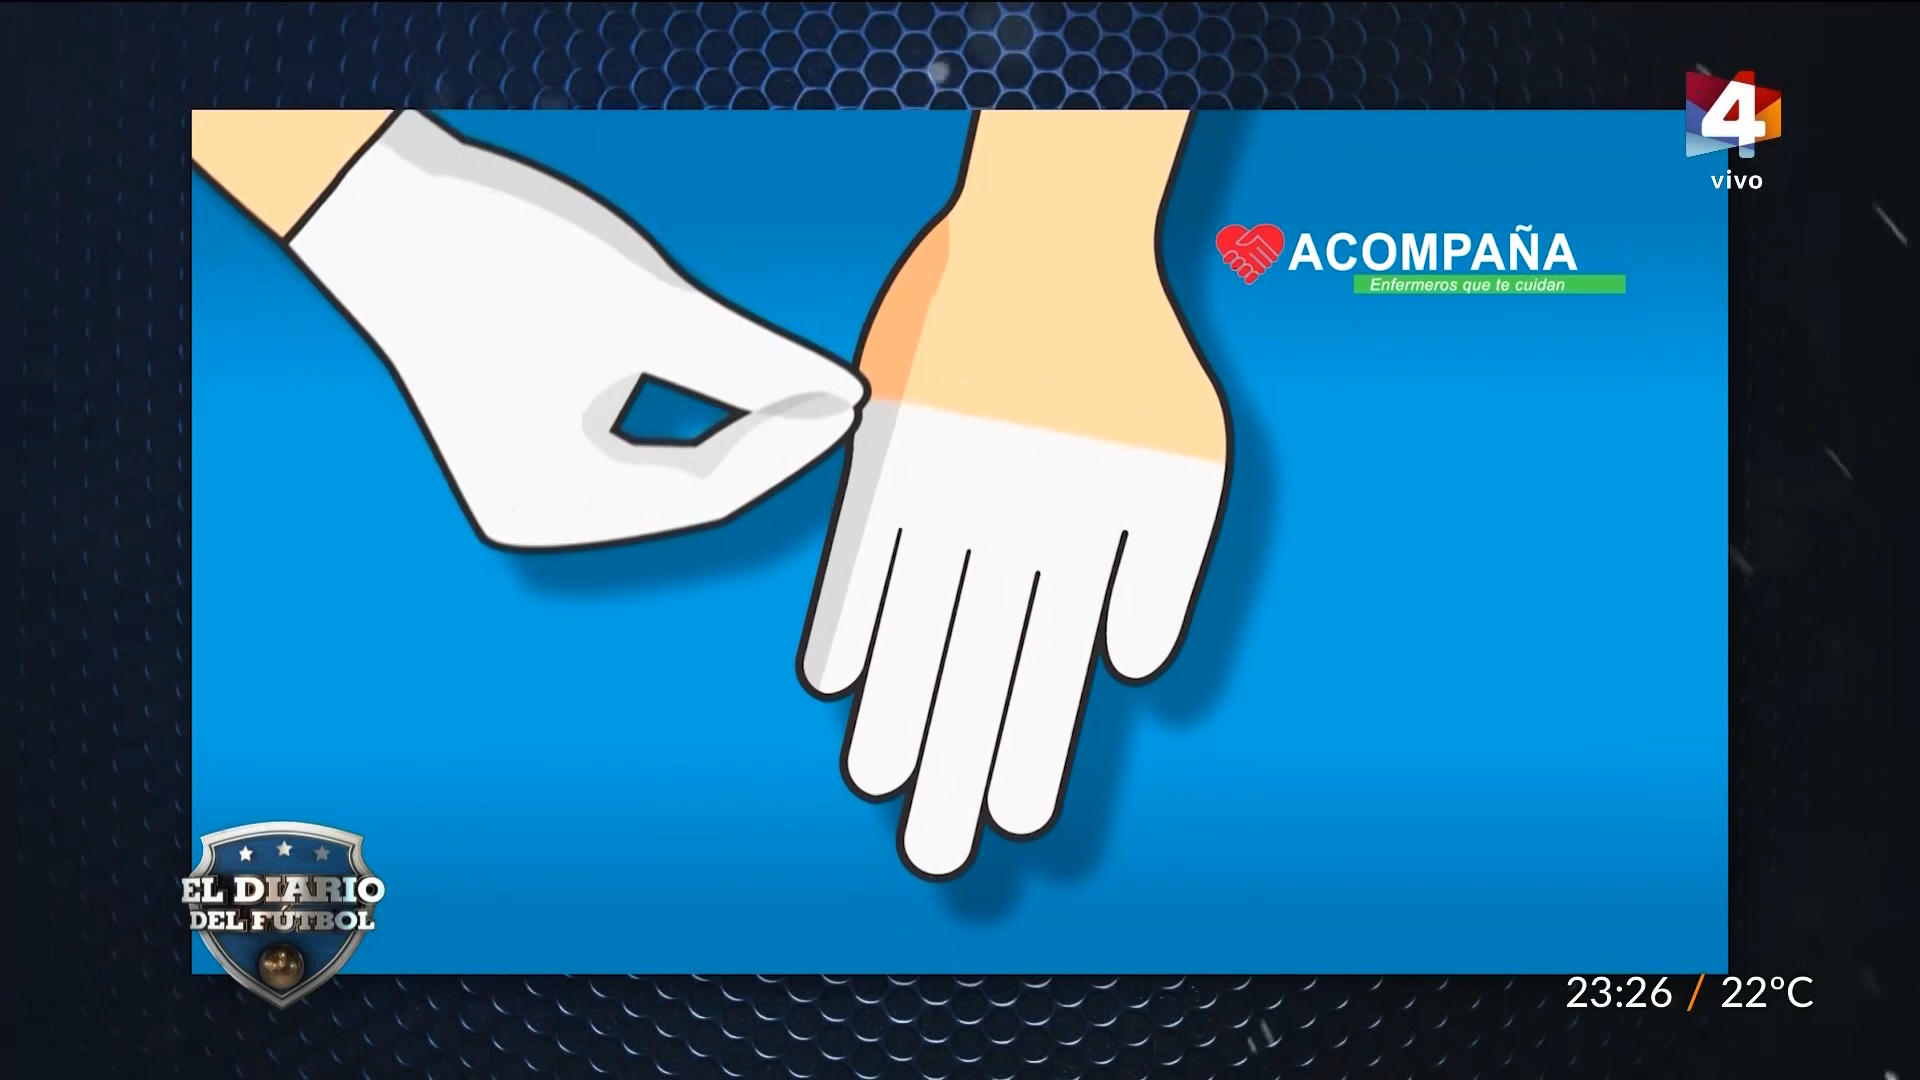 4
vivo
ACOMPAÑA
Enfermeros que te cuidan
EL DIARIO
DEL FÚTBOL
23:26 / 22°C